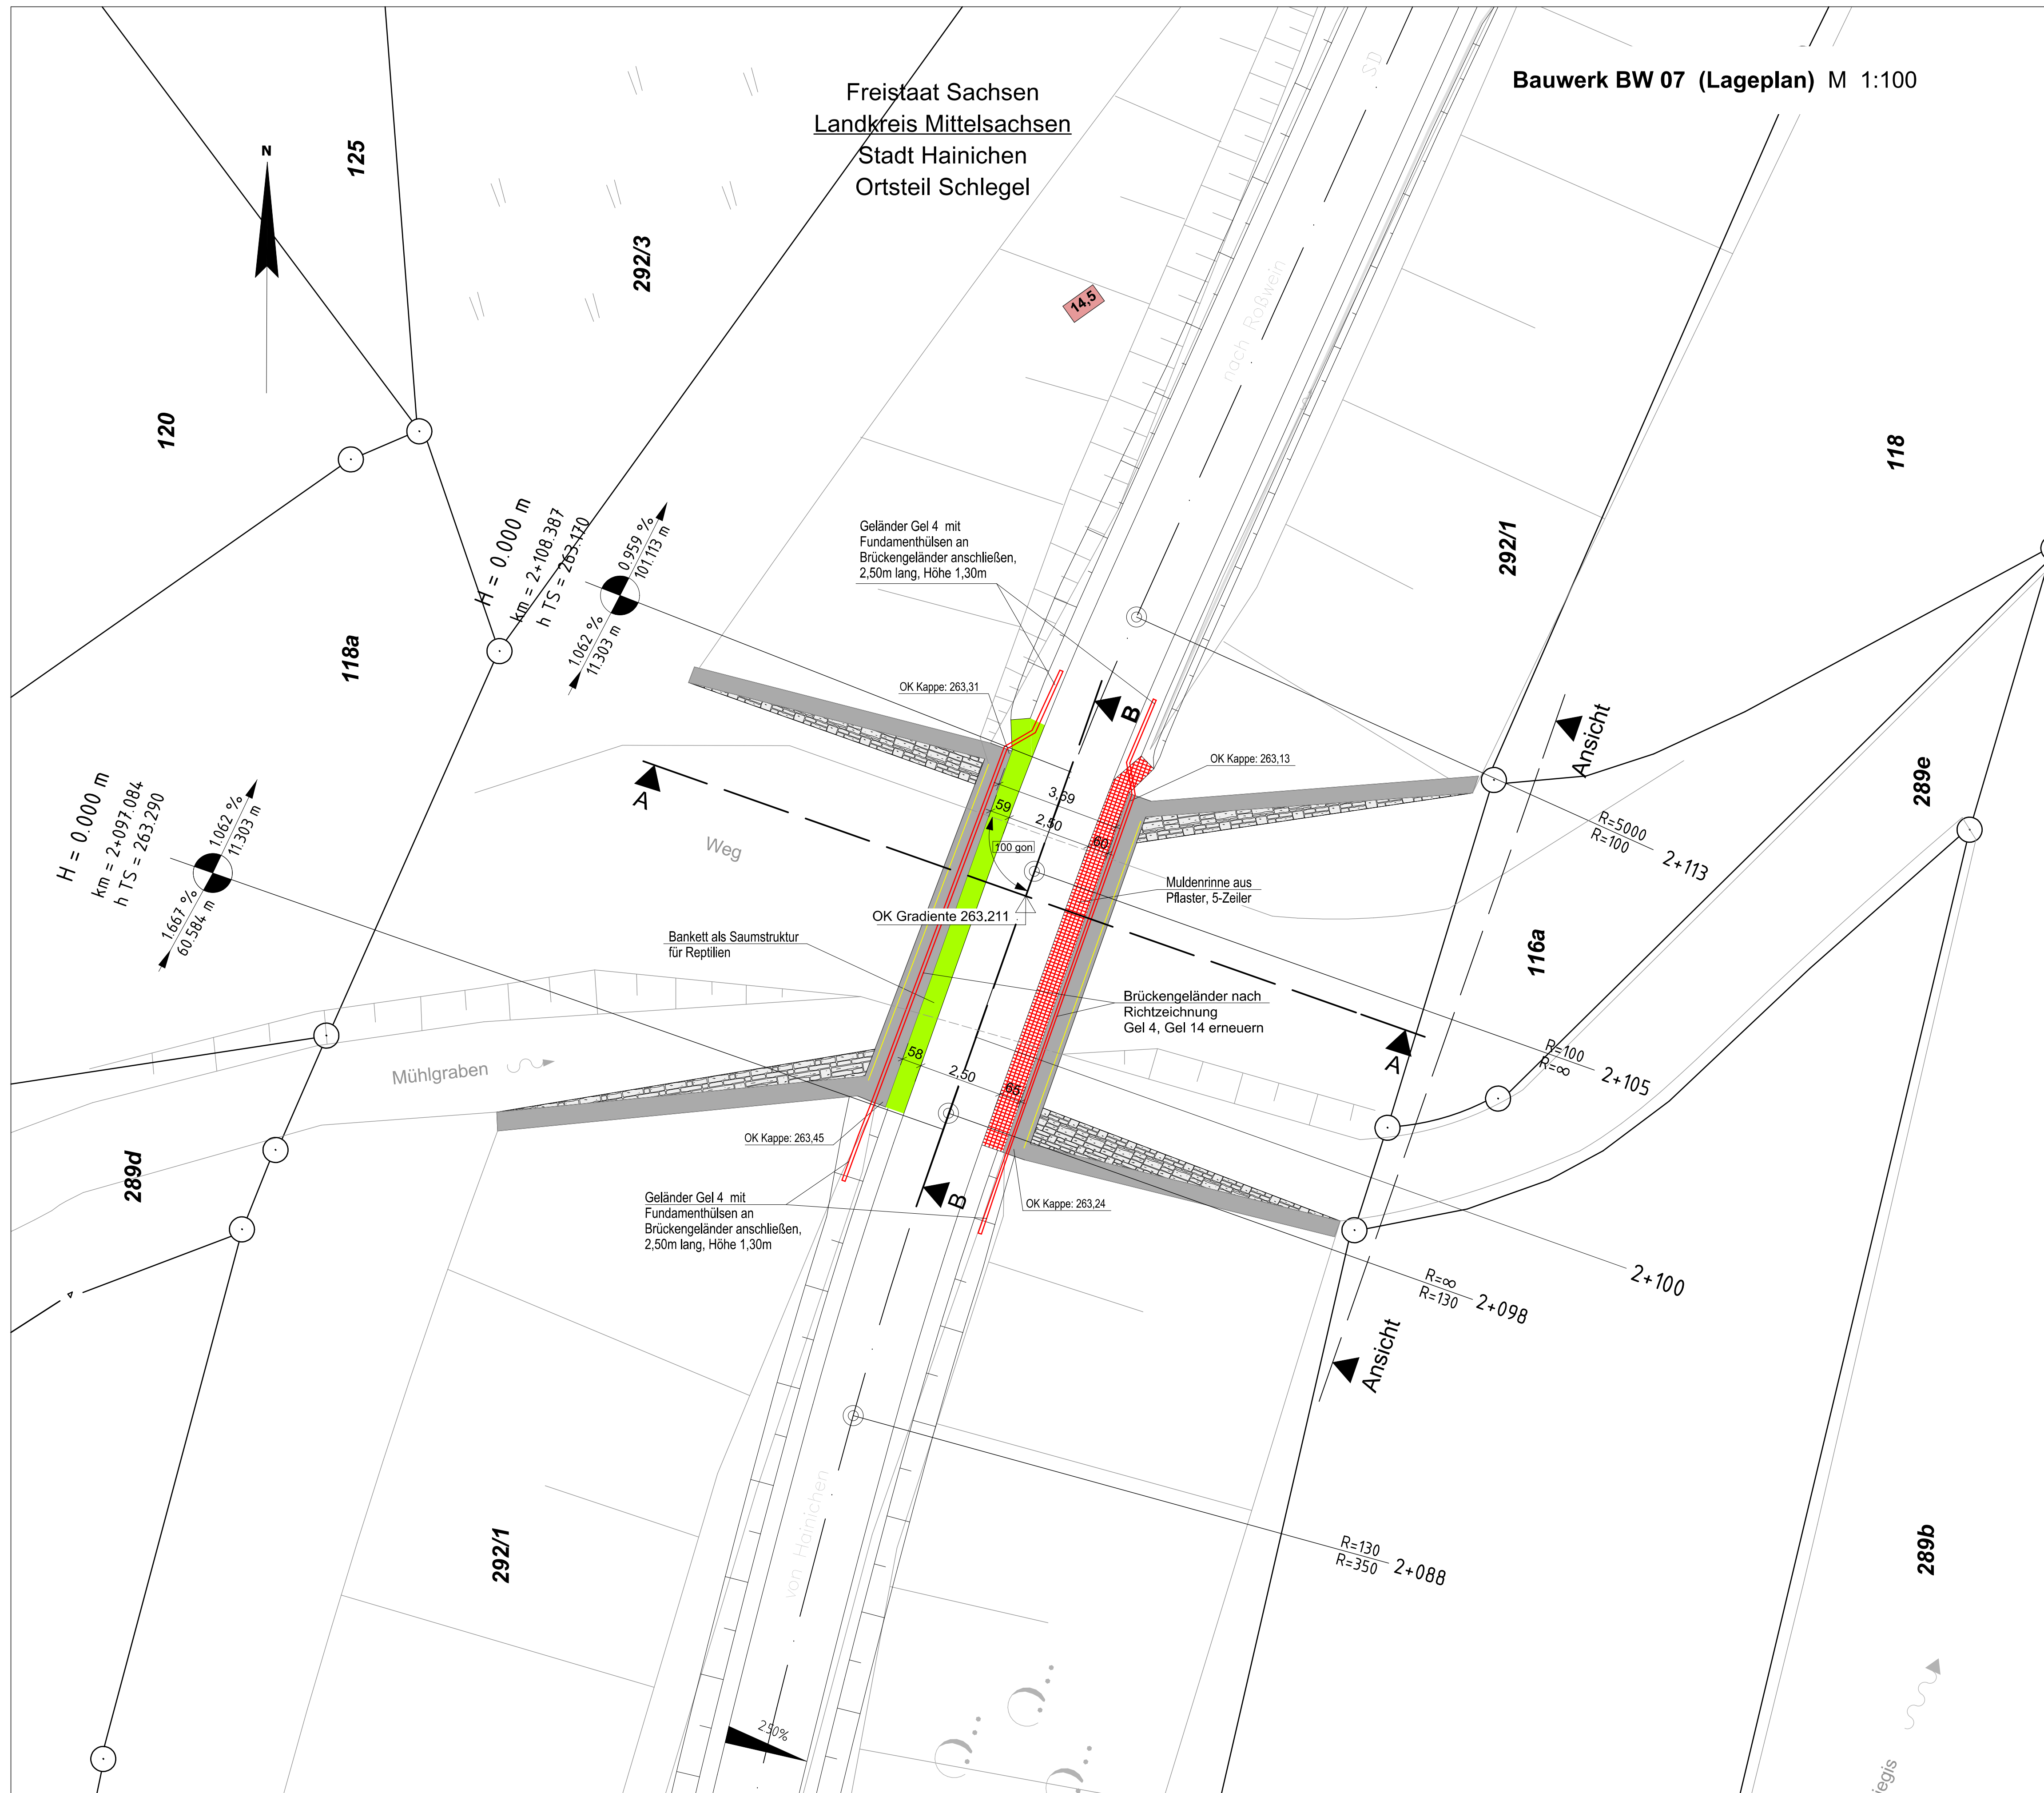 Bauwerk BW 07 (Lageplan) M 1:100
Freistaat Sachsen
Landkreis Mittelsachsen
Stadt Hainichen
Ortsteil Schlegel
N
125
292/3
120
118a
14,5
SD
nach Roßwein
118
292/1
H = 0.000 m
km = 2+108.387
h TS = 263.170
0.959 %
101.113 m
1.062 %
11.303 m
Geländer Gel 4 mit
Fundamenthülsen an
Brückengeländer anschließen,
2,50m lang, Höhe 1,30m
OK Kappe: 263,31
B
OK Kappe: 263,13
Ansicht
289e
H = 0.000 m
km = 2+097.084
h TS = 263.290
1.062 %
11.303 m
1.667 %
60.584 m
A
Weg
3,69
59
2,50
60
100 gon
R=5000
R=100
2+113
Muldenrinne aus
Pflaster, 5-Zeiler
OK Gradiente 263,211
Bankett als Saumstruktur
für Reptilien
116a
Brückengeländer nach
Richtzeichnung
Gel 4, Gel 14 erneuern
A
R=100
R=∞
2+105
Mühlgraben
58
2,50
65
OK Kappe: 263,45
289d
B
OK Kappe: 263,24
Geländer Gel 4 mit
Fundamenthülsen an
Brückengeländer anschließen,
2,50m lang, Höhe 1,30m
2+100
R=∞
R=130
2+098
Ansicht
von Hainichen
292/1
R=130
R=350
2+088
289b
2.50%